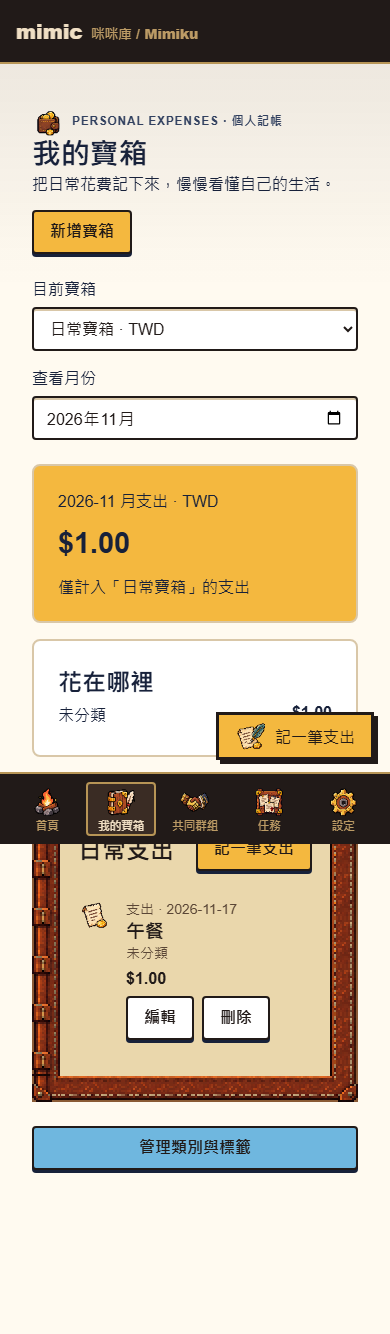 mimic 咪咪庫 / Mimiku
PERSONAL EXPENSES · 個人記帳
我的寶箱
把日常花費記下來，慢慢看懂自己的生活。
新增寶箱
目前寶箱
日常寶箱 · TWD
查看月份
2026年11月
2026-11 月支出 · TWD
$1.00
僅計入「日常寶箱」的支出
花在哪裡
未分類 $1.00
記一筆支出
首頁 我的寶箱 共同群組 任務 設定
日常支出 記一筆支出
支出 · 2026-11-17
午餐
未分類
$1.00
編輯 刪除
管理類別與標籤